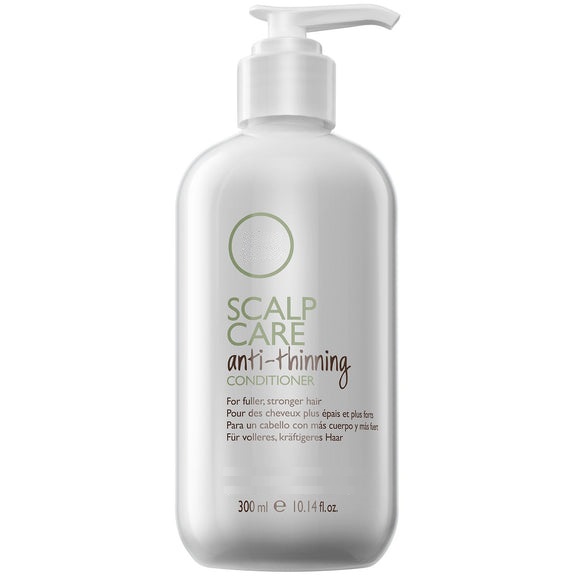 SCALP
CARE
anti-thinning
CONDITIONER
For fuller, stronger hair
Pour des cheveux plus épais et plus forts
Para un cabello con más cuerpo y más fuert
Für volleres, kräftigeres Haar
300 ml ℮ 10.14 fl. oz.